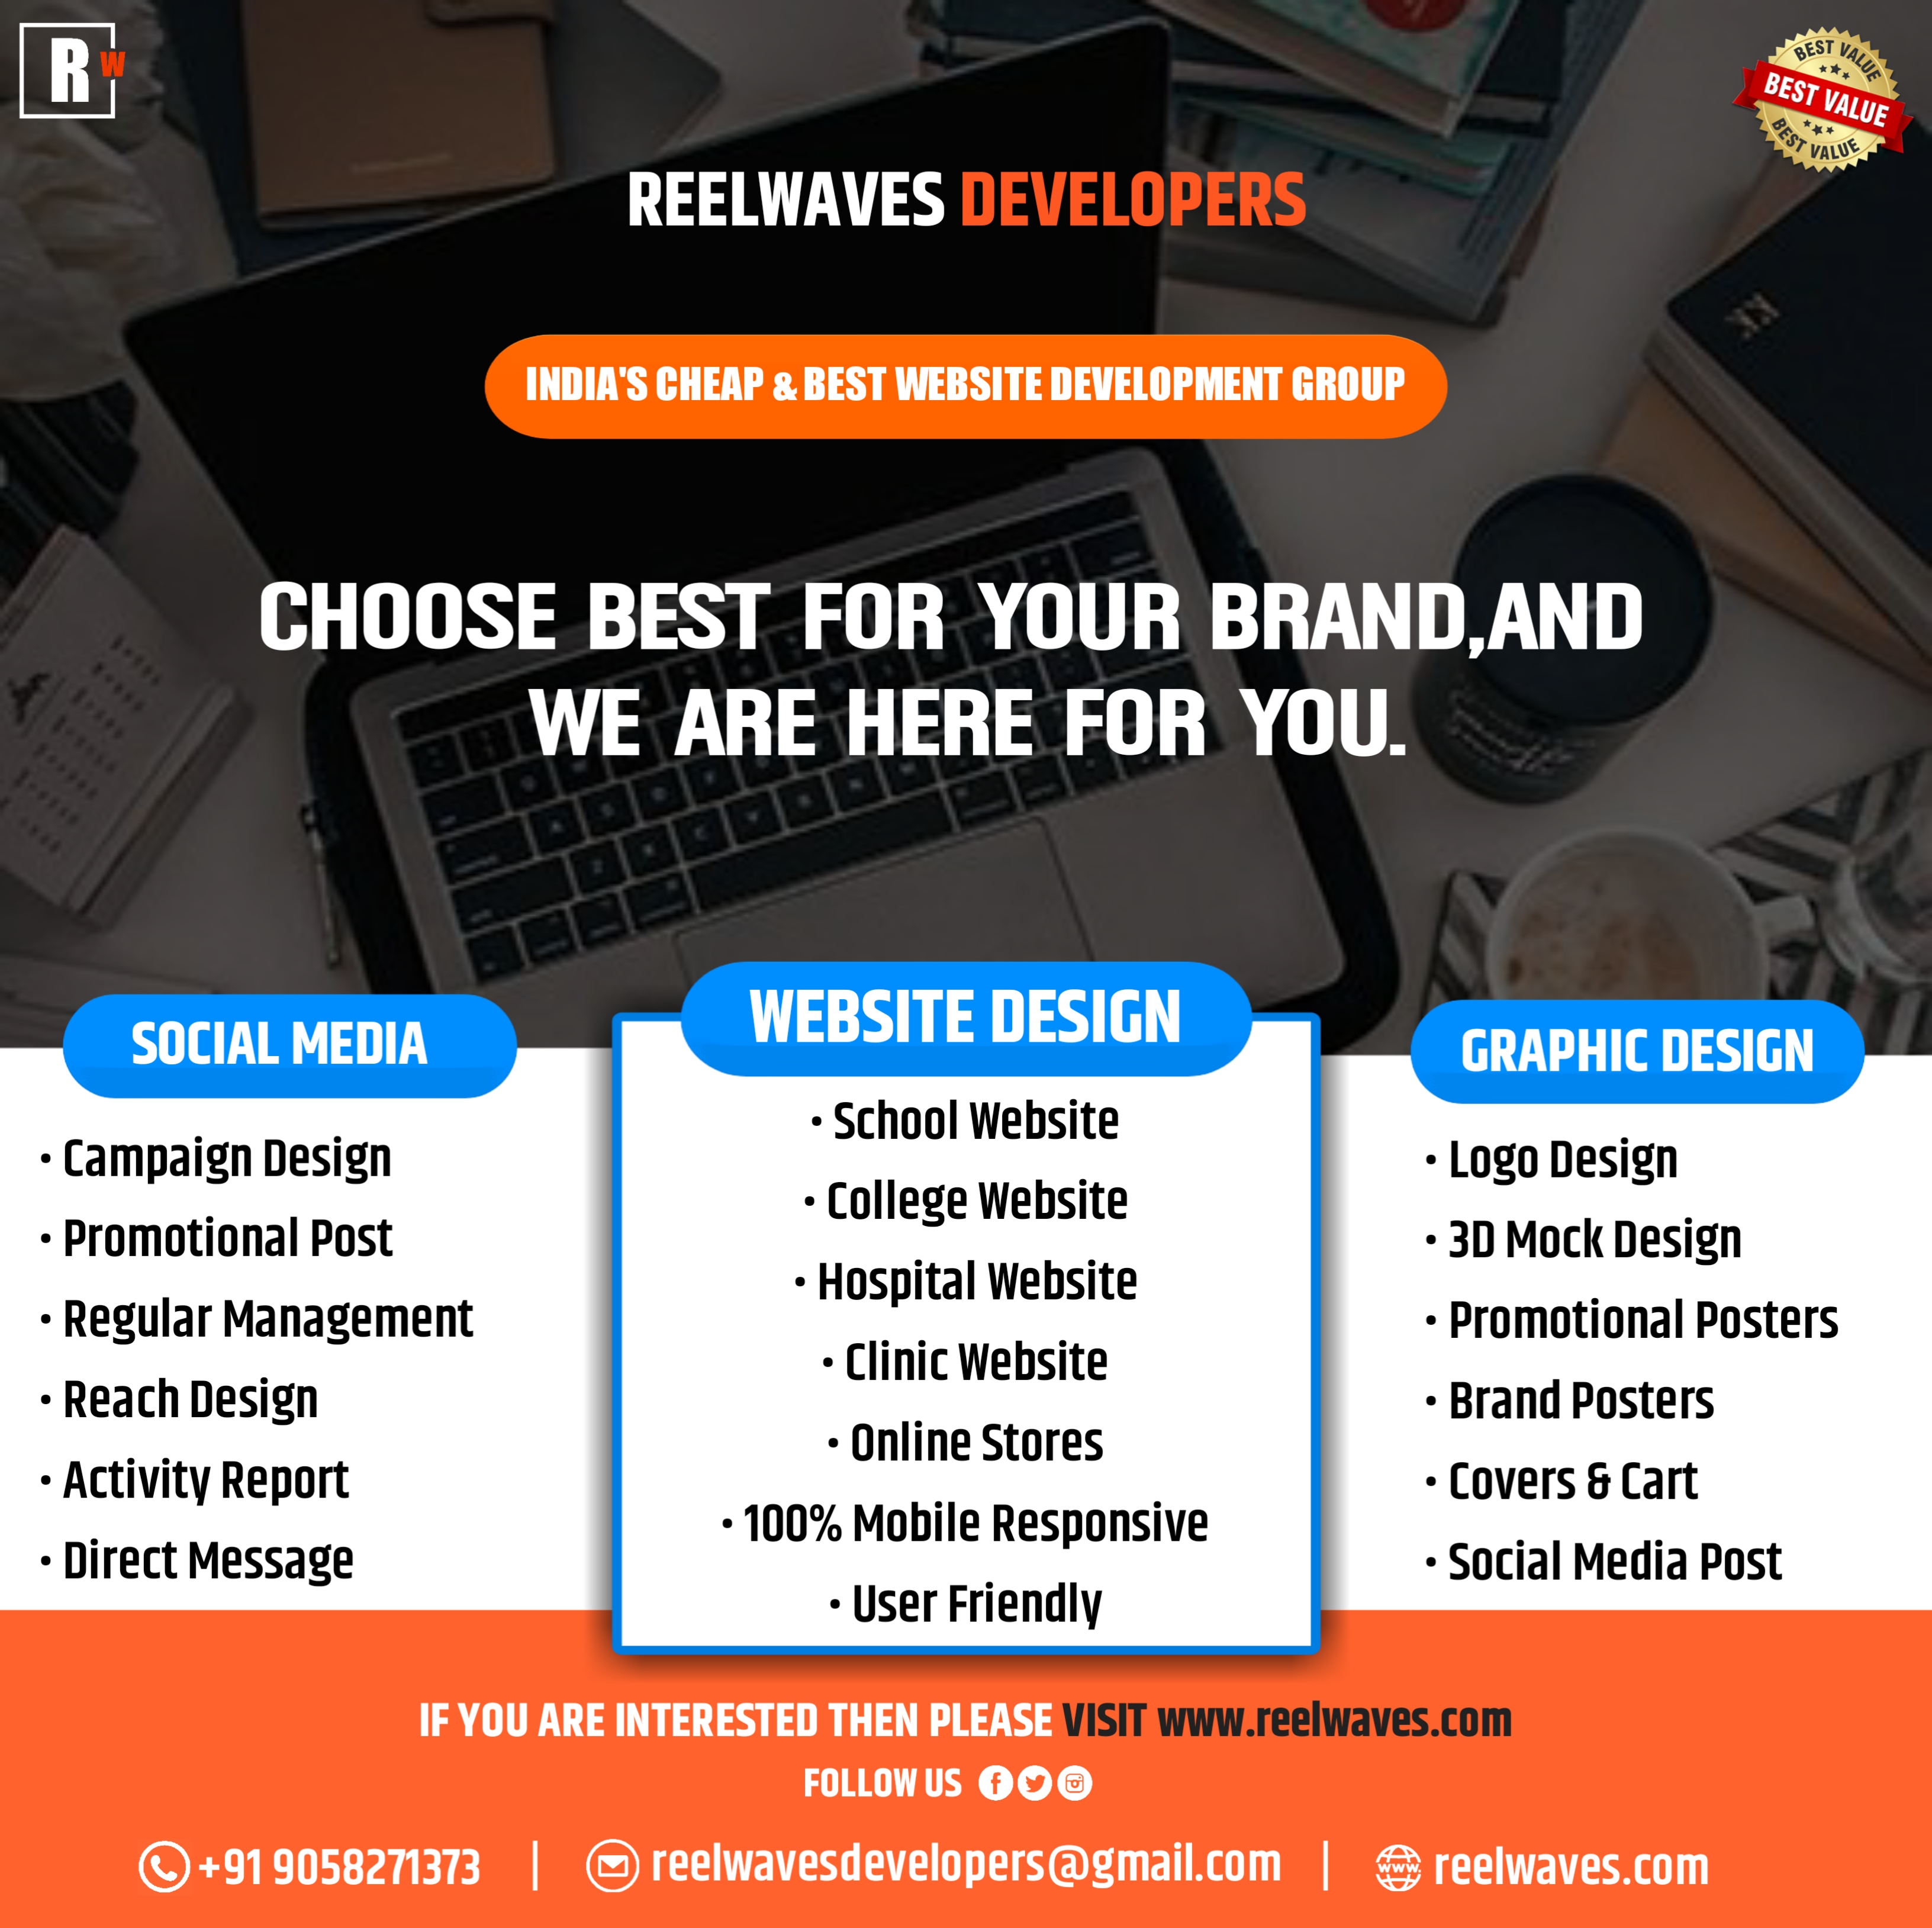 R W
BEST VALUE
BEST VALUE
BEST VALUE
REELWAVES DEVELOPERS
INDIA'S CHEAP & BEST WEBSITE DEVELOPMENT GROUP
CHOOSE BEST FOR YOUR BRAND,AND
WE ARE HERE FOR YOU.
SOCIAL MEDIA
• Campaign Design
• Promotional Post
• Regular Management
• Reach Design
• Activity Report
• Direct Message
WEBSITE DESIGN
• School Website
• College Website
• Hospital Website
• Clinic Website
• Online Stores
• 100% Mobile Responsive
• User Friendly
GRAPHIC DESIGN
• Logo Design
• 3D Mock Design
• Promotional Posters
• Brand Posters
• Covers & Cart
• Social Media Post
IF YOU ARE INTERESTED THEN PLEASE VISIT www.reelwaves.com
FOLLOW US
+91 9058271373 | reelwavesdevelopers@gmail.com | www. reelwaves.com